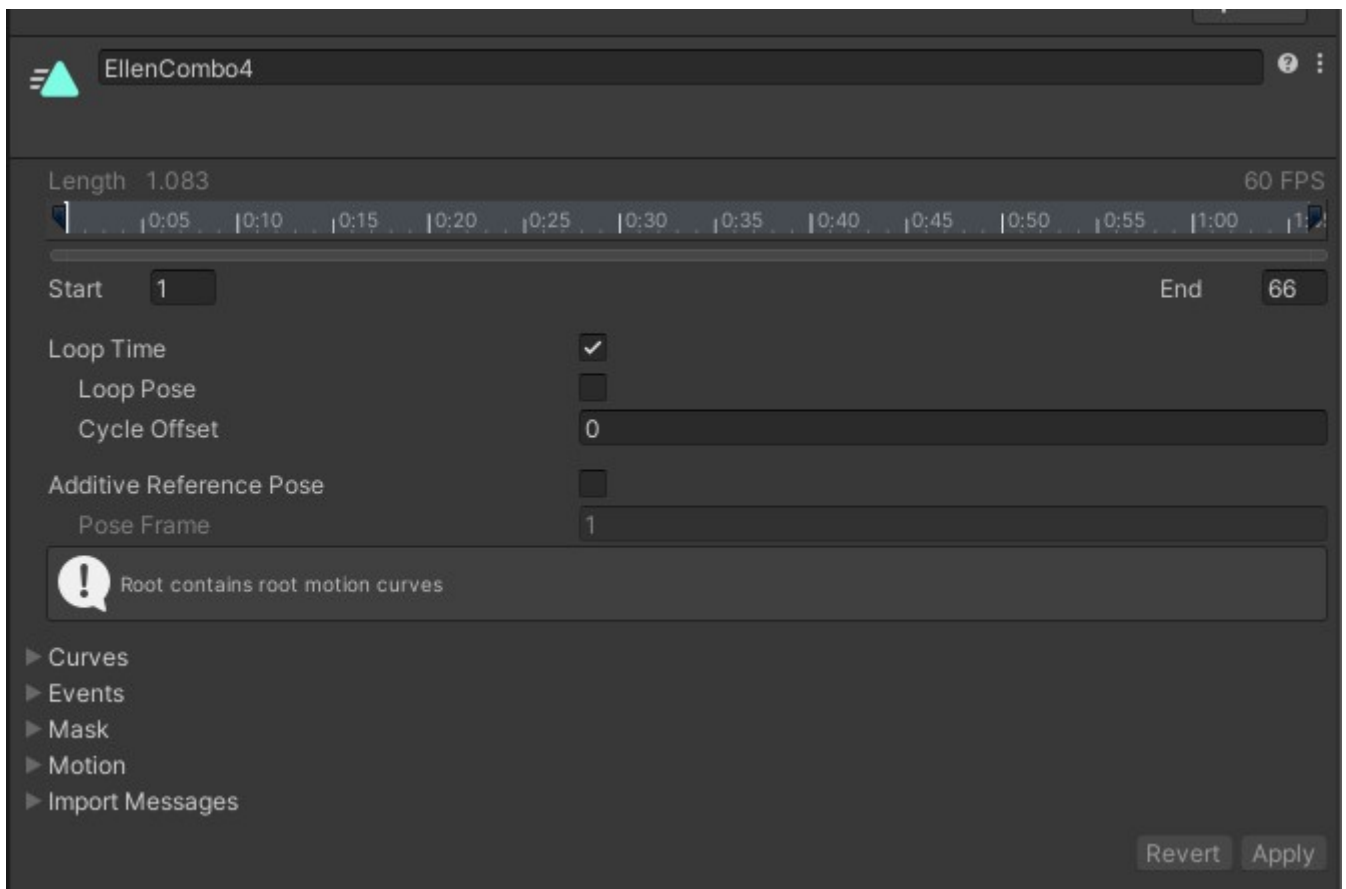 EllenCombo4
Length 1.083 60 FPS
0:05 0:10 0:15 0:20 0:25 0:30 0:35 0:40 0:45 0:50 0:55 1:00
Start 1 End 66
Loop Time
Loop Pose
Cycle Offset 0
Additive Reference Pose
Pose Frame 1
! Root contains root motion curves
Curves
Events
Mask
Motion
Import Messages
Revert Apply